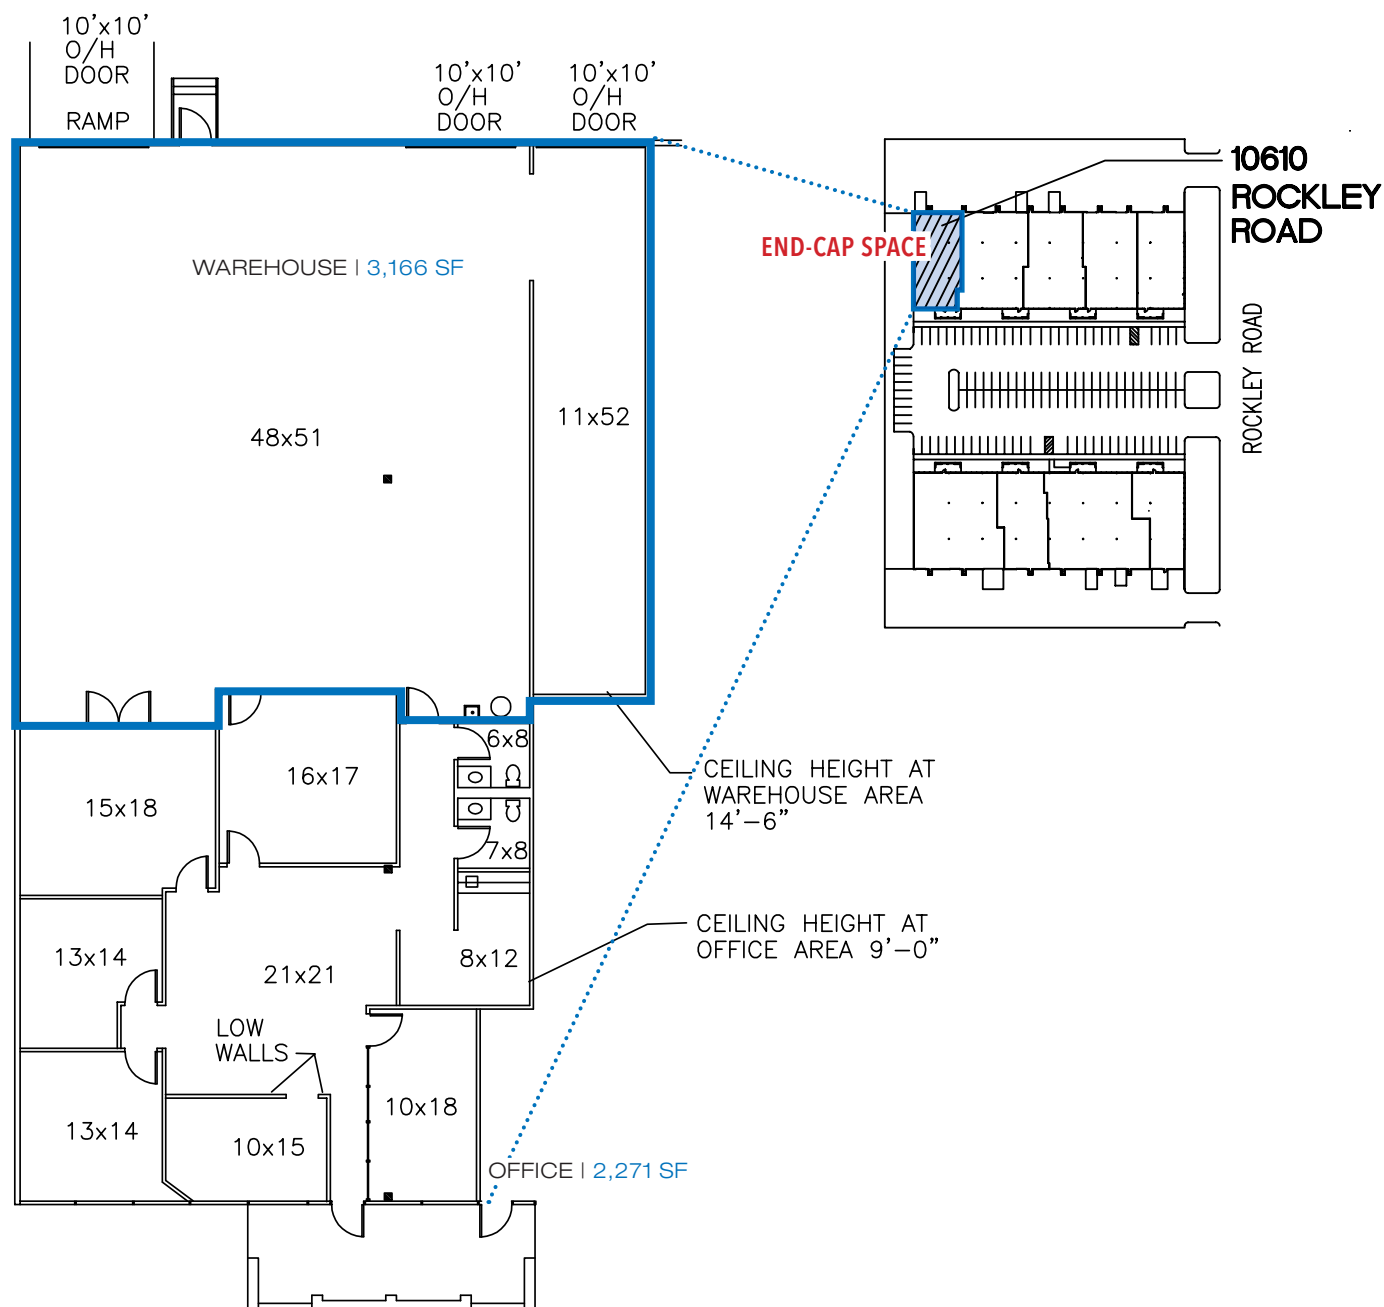 10'x10'
O/H
DOOR
RAMP
10'x10'
O/H
DOOR
10'x10'
O/H
DOOR
10610
ROCKLEY
ROAD
END-CAP SPACE
WAREHOUSE | 3,166 SF
ROCKLEY ROAD
48x51
11x52
6x8
16x17
15x18
CEILING HEIGHT AT
WAREHOUSE AREA
14'-6"
7x8
CEILING HEIGHT AT
OFFICE AREA 9'-0"
13x14
21x21
8x12
LOW
WALLS
13x14
10x15
10x18
OFFICE | 2,271 SF